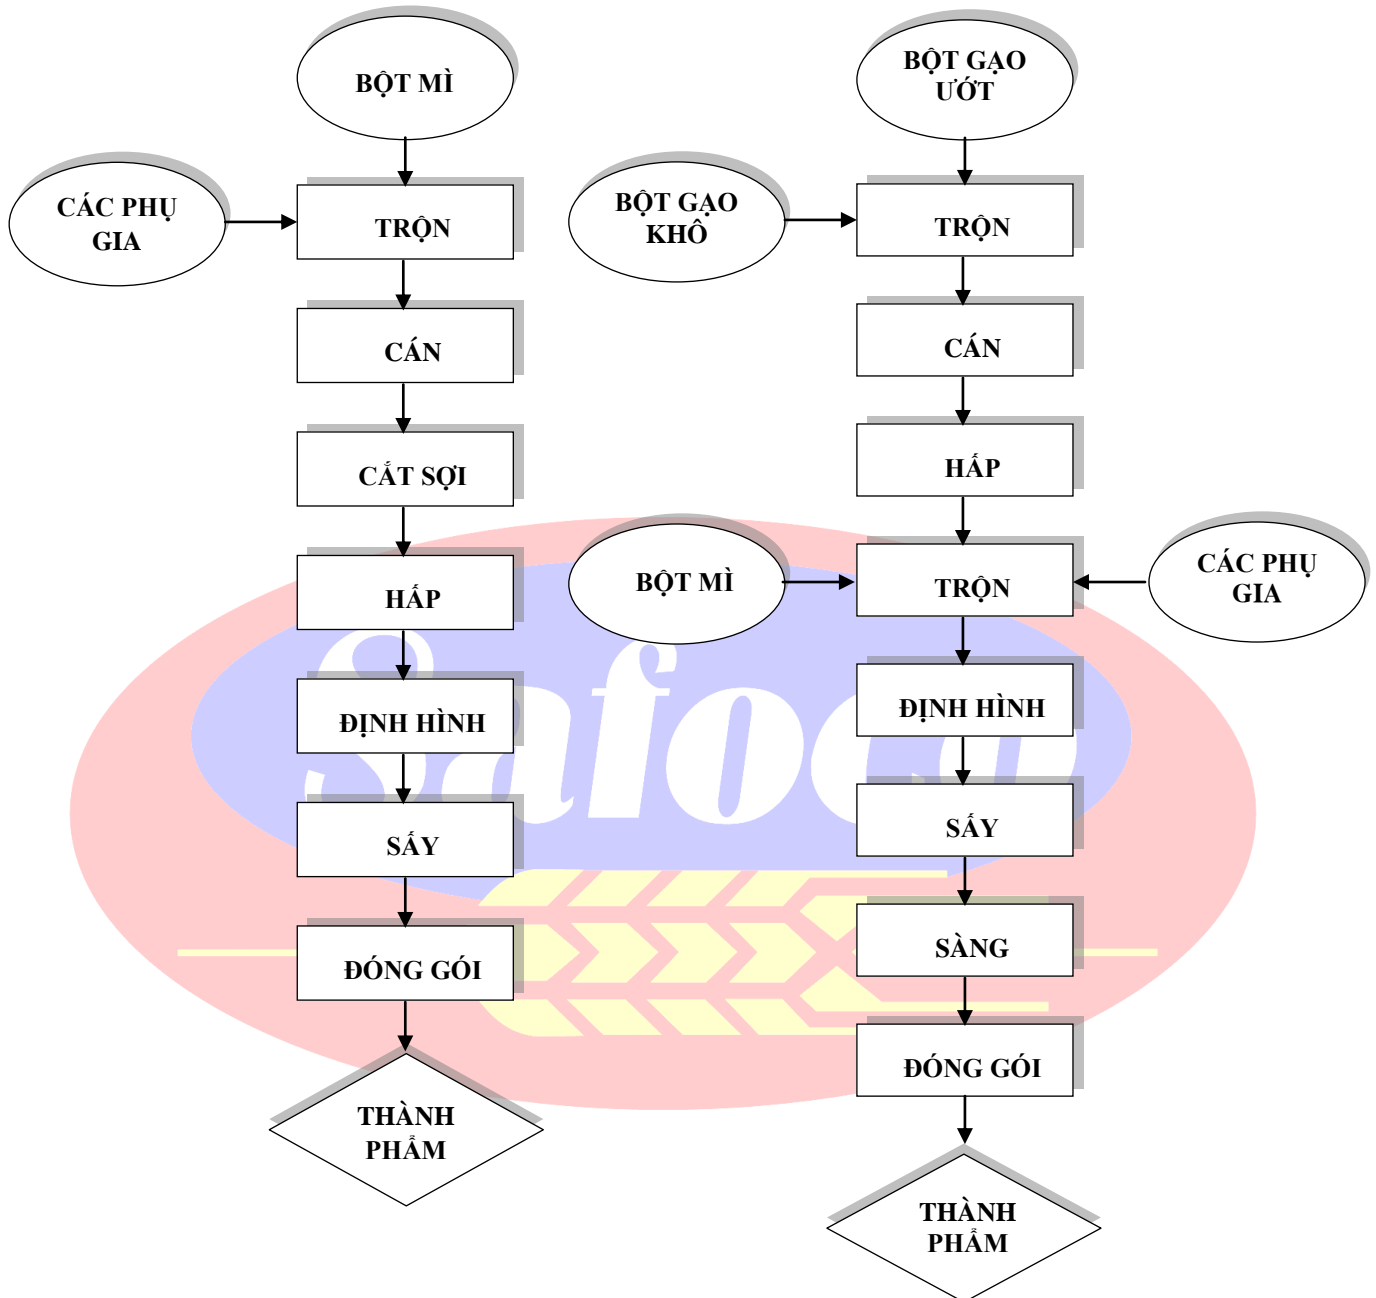 BỘT MÌ
CÁC PHỤ
GIA
TRỘN
CÁN
CẮT SỢI
HẤP
ĐỊNH HÌNH
SẤY
ĐÓNG GÓI
THÀNH
PHẨM
BỘT GẠO
ƯỚT
BỘT GẠO
KHÔ
TRỘN
CÁN
HẤP
BỘT MÌ
TRỘN
CÁC PHỤ
GIA
ĐỊNH HÌNH
SẤY
SÀNG
ĐÓNG GÓI
THÀNH
PHẨM
Safoco